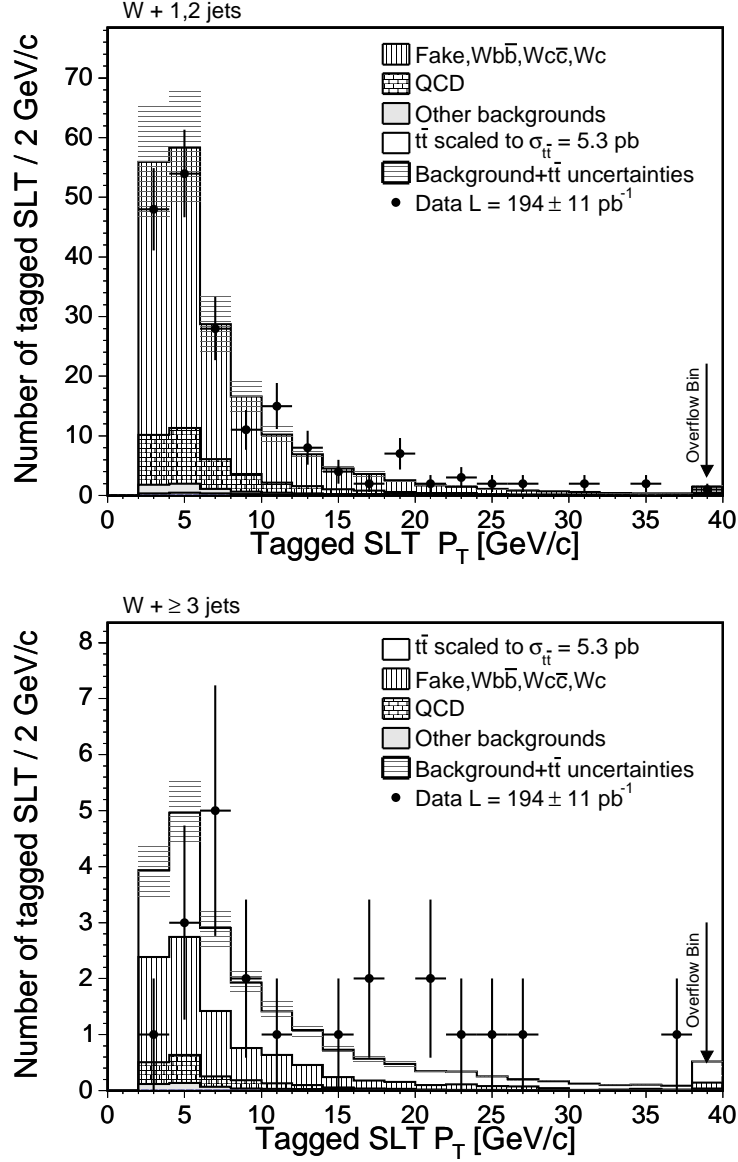 W + 1,2 jets
Number of tagged SLT / 2 GeV/c
70
60
50
40
30
20
10
0
Fake,Wbb̅,Wcc̅,Wc
QCD
Other backgrounds
tt̅ scaled to σtt̅ = 5.3 pb
Background+tt̅ uncertainties
Data L = 194 ± 11 pb⁻¹
Overflow Bin
0 5 10 15 20 25 30 35 40
Tagged SLT P_T [GeV/c]
W + ≥ 3 jets
Number of tagged SLT / 2 GeV/c
8
7
6
5
4
3
2
1
0
tt̅ scaled to σtt̅ = 5.3 pb
Fake,Wbb̅,Wcc̅,Wc
QCD
Other backgrounds
Background+tt̅ uncertainties
Data L = 194 ± 11 pb⁻¹
Overflow Bin
0 5 10 15 20 25 30 35 40
Tagged SLT P_T [GeV/c]